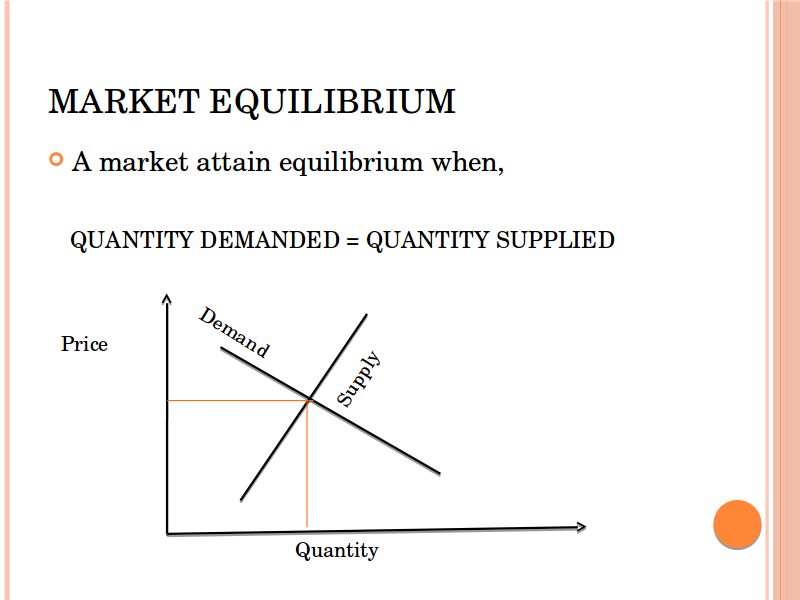 MARKET EQUILIBRIUM
A market attain equilibrium when,
QUANTITY DEMANDED = QUANTITY SUPPLIED
Demand
Price
Supply
Quantity